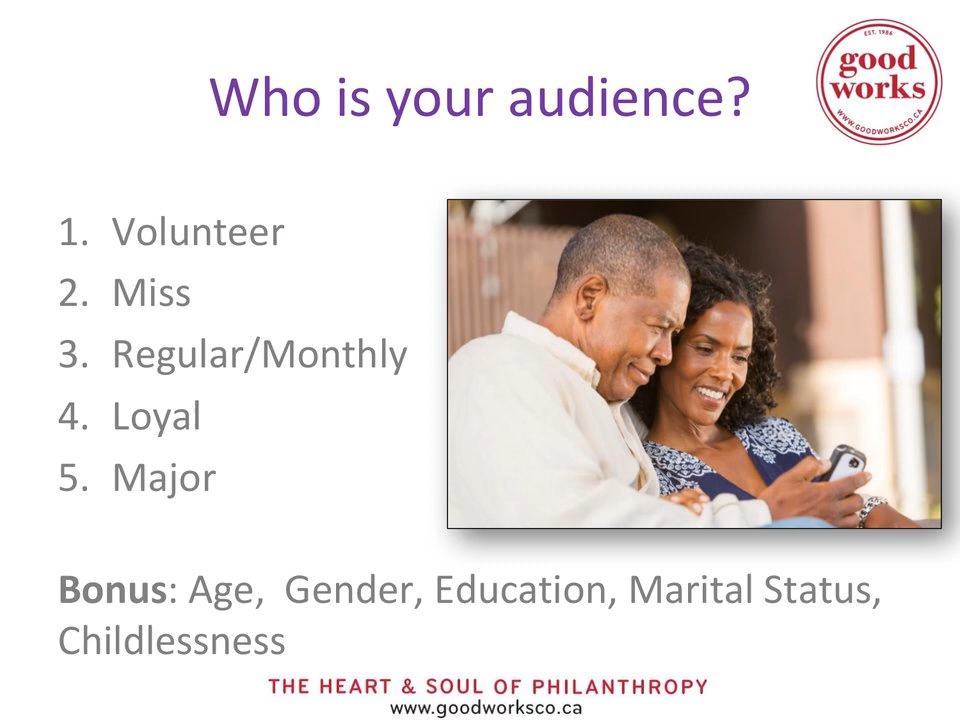 EST. 1986
good
works
WWW.GOODWORKSCO.CA
Who is your audience?
1. Volunteer
2. Miss
3. Regular/Monthly
4. Loyal
5. Major
Bonus: Age,  Gender, Education, Marital Status,
Childlessness
THE HEART & SOUL OF PHILANTHROPY
www.goodworksco.ca